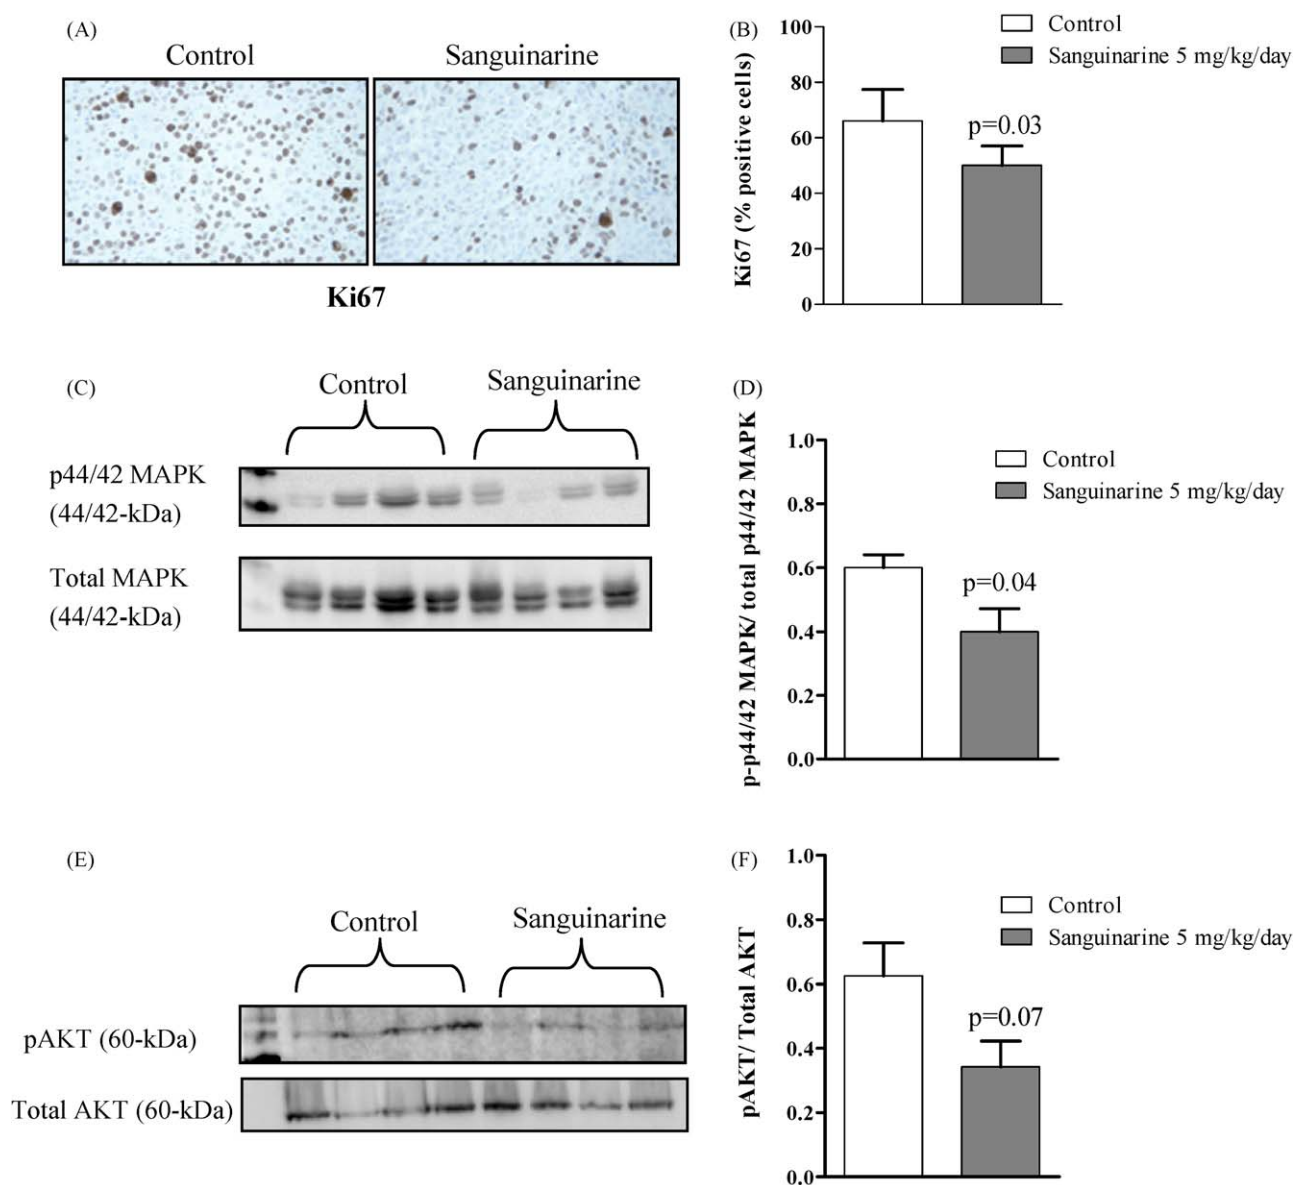 (A)
Control
Sanguinarine
Ki67
(B)
Control
Sanguinarine 5 mg/kg/day
Ki67 (% positive cells)
100
80
60
40
20
0
p=0.03
(C)
Control
Sanguinarine
p44/42 MAPK
(44/42-kDa)
Total MAPK
(44/42-kDa)
(D)
Control
Sanguinarine 5 mg/kg/day
p-p44/42 MAPK/ total p44/42 MAPK
1.0
0.8
0.6
0.4
0.2
0.0
p=0.04
(E)
Control
Sanguinarine
pAKT (60-kDa)
Total AKT (60-kDa)
(F)
Control
Sanguinarine 5 mg/kg/day
pAKT/ Total AKT
1.0
0.8
0.6
0.4
0.2
0.0
p=0.07